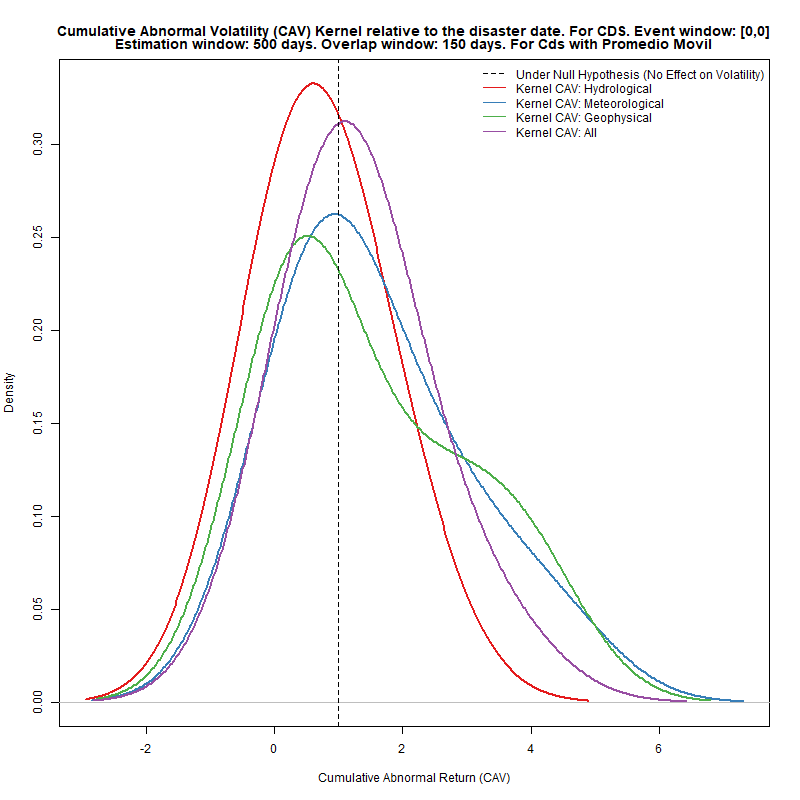 Cumulative Abnormal Volatility (CAV) Kernel relative to the disaster date. For CDS. Event window: [0,0]
Estimation window: 500 days. Overlap window: 150 days. For Cds with Promedio Movil
Under Null Hypothesis (No Effect on Volatility)
Kernel CAV: Hydrological
Kernel CAV: Meteorological
Kernel CAV: Geophysical
Kernel CAV: All
Density
0.30
0.25
0.20
0.15
0.10
0.05
0.00
-2 0 2 4 6
Cumulative Abnormal Return (CAV)